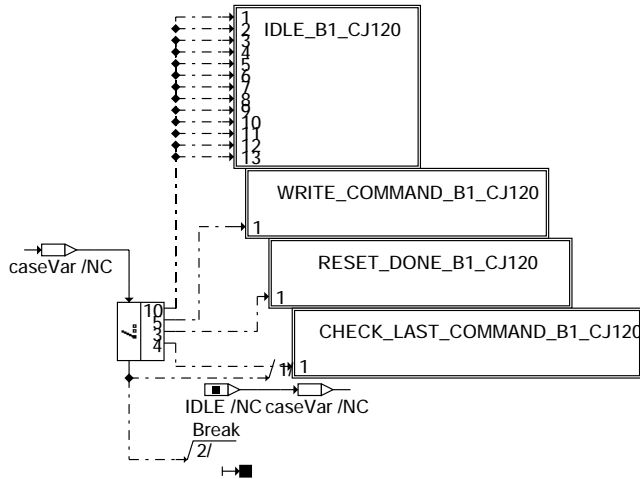 1
IDLE_B1_CJ120
2
3
4
5
6
7
8
9
10
11
12
13
WRITE_COMMAND_B1_CJ120
1
RESET_DONE_B1_CJ120
1
CHECK_LAST_COMMAND_B1_CJ120
1
caseVar /NC
10
5
3
4
1/
IDLE /NC
caseVar /NC
Break
2/